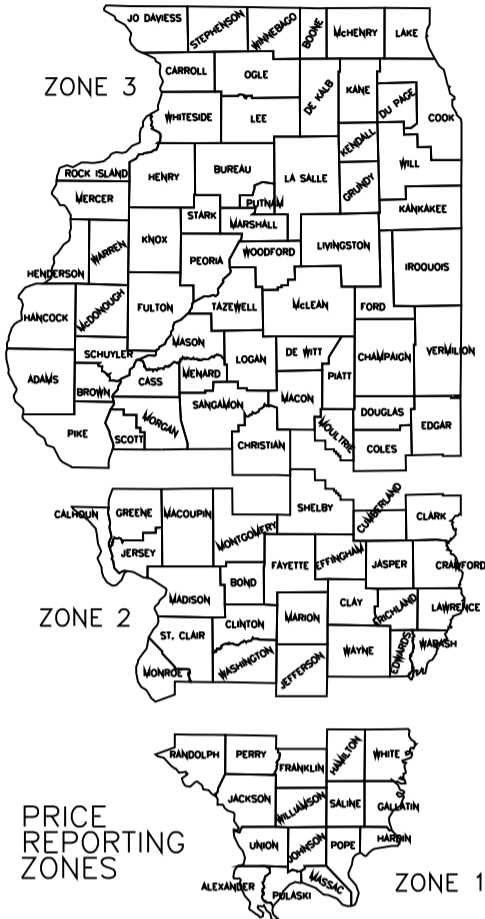 JO DAVIESS
STEPHENSON
WINNEBAGO
BOONE
McHENRY
LAKE
CARROLL
OGLE
DE KALB
KANE
DU PAGE
COOK
ZONE 3
WHITESIDE
LEE
KENDALL
WILL
ROCK ISLAND
HENRY
BUREAU
LA SALLE
GRUNDY
MERCER
PUTNAM
KANKAKEE
STARK
MARSHALL
KNOX
WARREN
PEORIA
WOODFORD
LIVINGSTON
IROQUOIS
HENDERSON
HANCOCK
McDONOUGH
FULTON
TAZEWELL
McLEAN
FORD
SCHUYLER
MASON
LOGAN
DE WITT
CHAMPAIGN
VERMILION
ADAMS
BROWN
CASS
MENARD
PIATT
SANGAMON
MACON
DOUGLAS
PIKE
SCOTT
MORGAN
CHRISTIAN
MOULTRIE
COLES
EDGAR
CALHOUN
GREENE
MACOUPIN
MONTGOMERY
SHELBY
CUMBERLAND
CLARK
JERSEY
FAYETTE
EFFINGHAM
JASPER
CRAWFORD
BOND
MADISON
CLAY
RICHLAND
LAWRENCE
ZONE 2
CLINTON
MARION
ST. CLAIR
WASHINGTON
JEFFERSON
WAYNE
EDWARDS
WABASH
MONROE
RANDOLPH
PERRY
FRANKLIN
HAMILTON
WHITE
JACKSON
WILLIAMSON
SALINE
GALLATIN
UNION
JOHNSON
POPE
HARDIN
ALEXANDER
PULASKI
MASSAC
PRICE
REPORTING
ZONES
ZONE 1